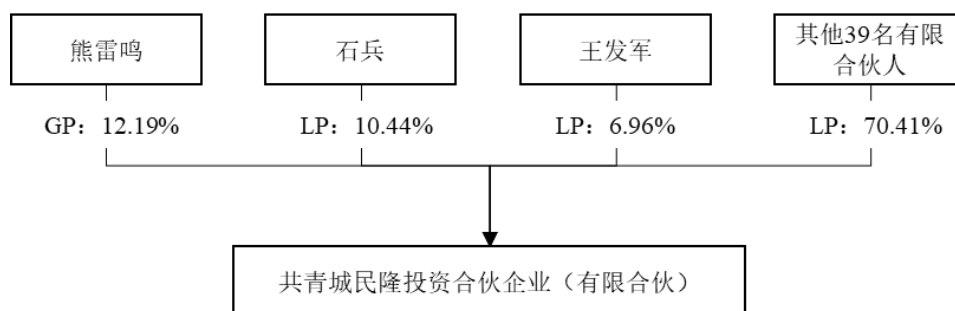 熊雷鸣
石兵
王发军
其他39名有限
合伙人
GP：12.19%
LP：10.44%
LP：6.96%
LP：70.41%
共青城民隆投资合伙企业（有限合伙）